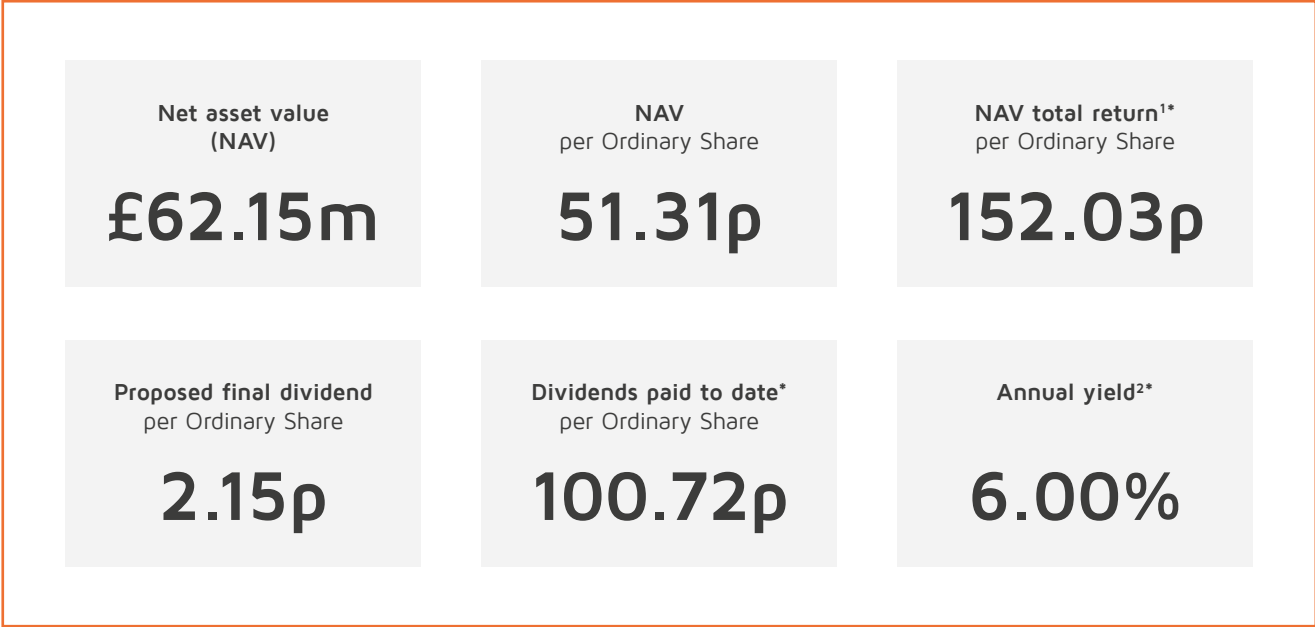 Net asset value
(NAV)
£62.15m
NAV
per Ordinary Share
51.31p
NAV total return¹*
per Ordinary Share
152.03p
Proposed final dividend
per Ordinary Share
2.15p
Dividends paid to date*
per Ordinary Share
100.72p
Annual yield²*
6.00%